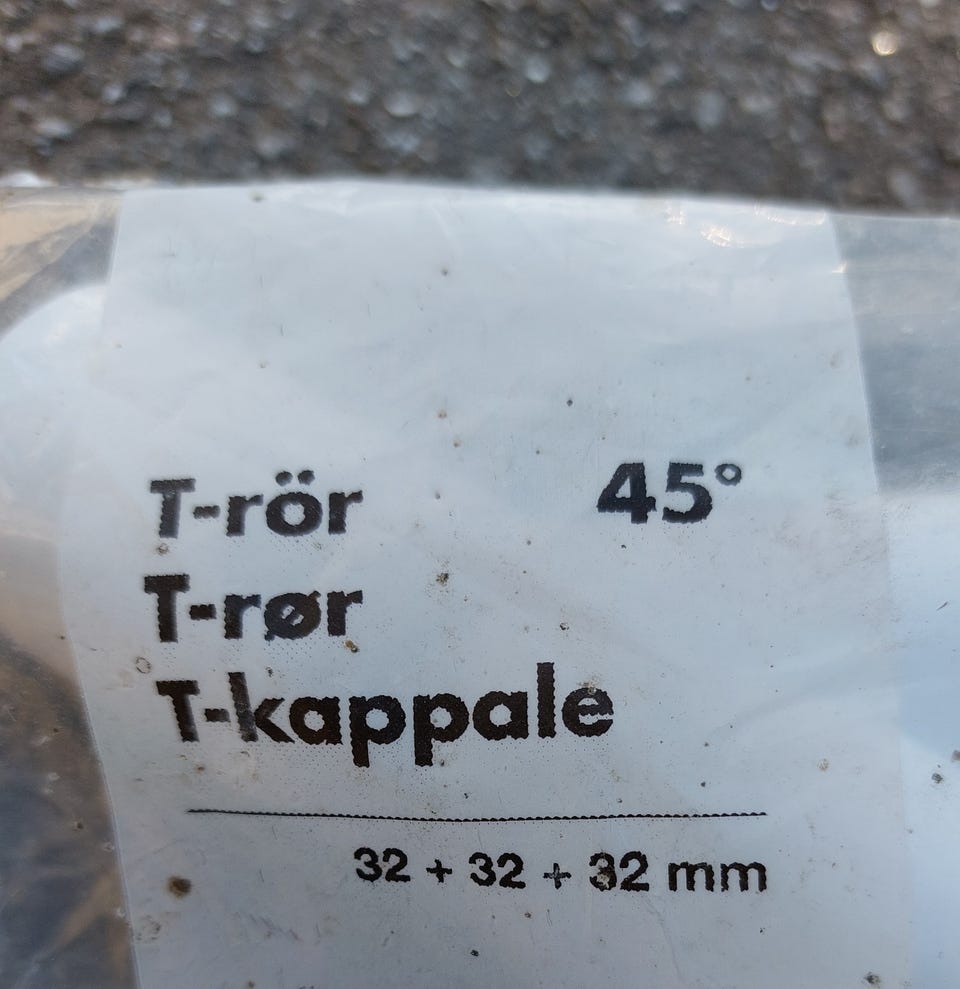 T-rör 45°
T-rør
T-kappale
32 + 32 + 32 mm